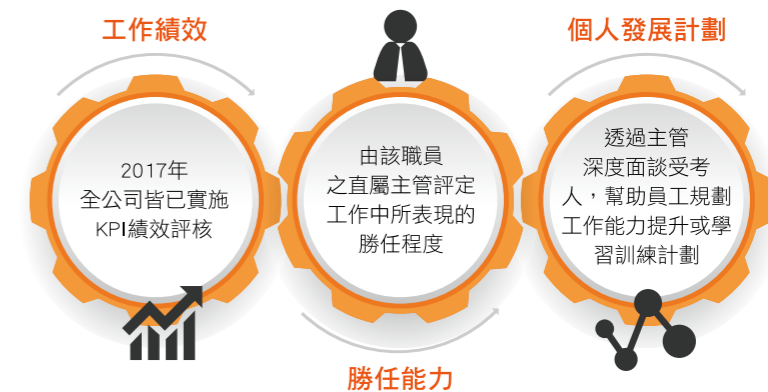 工作績效
2017年
全公司皆已實施
KPI績效評核
由該職員
之直屬主管評定
工作中所表現的
勝任程度
勝任能力
個人發展計劃
透過主管
深度面談受考
人，幫助員工規劃
工作能力提升或學
習訓練計劃